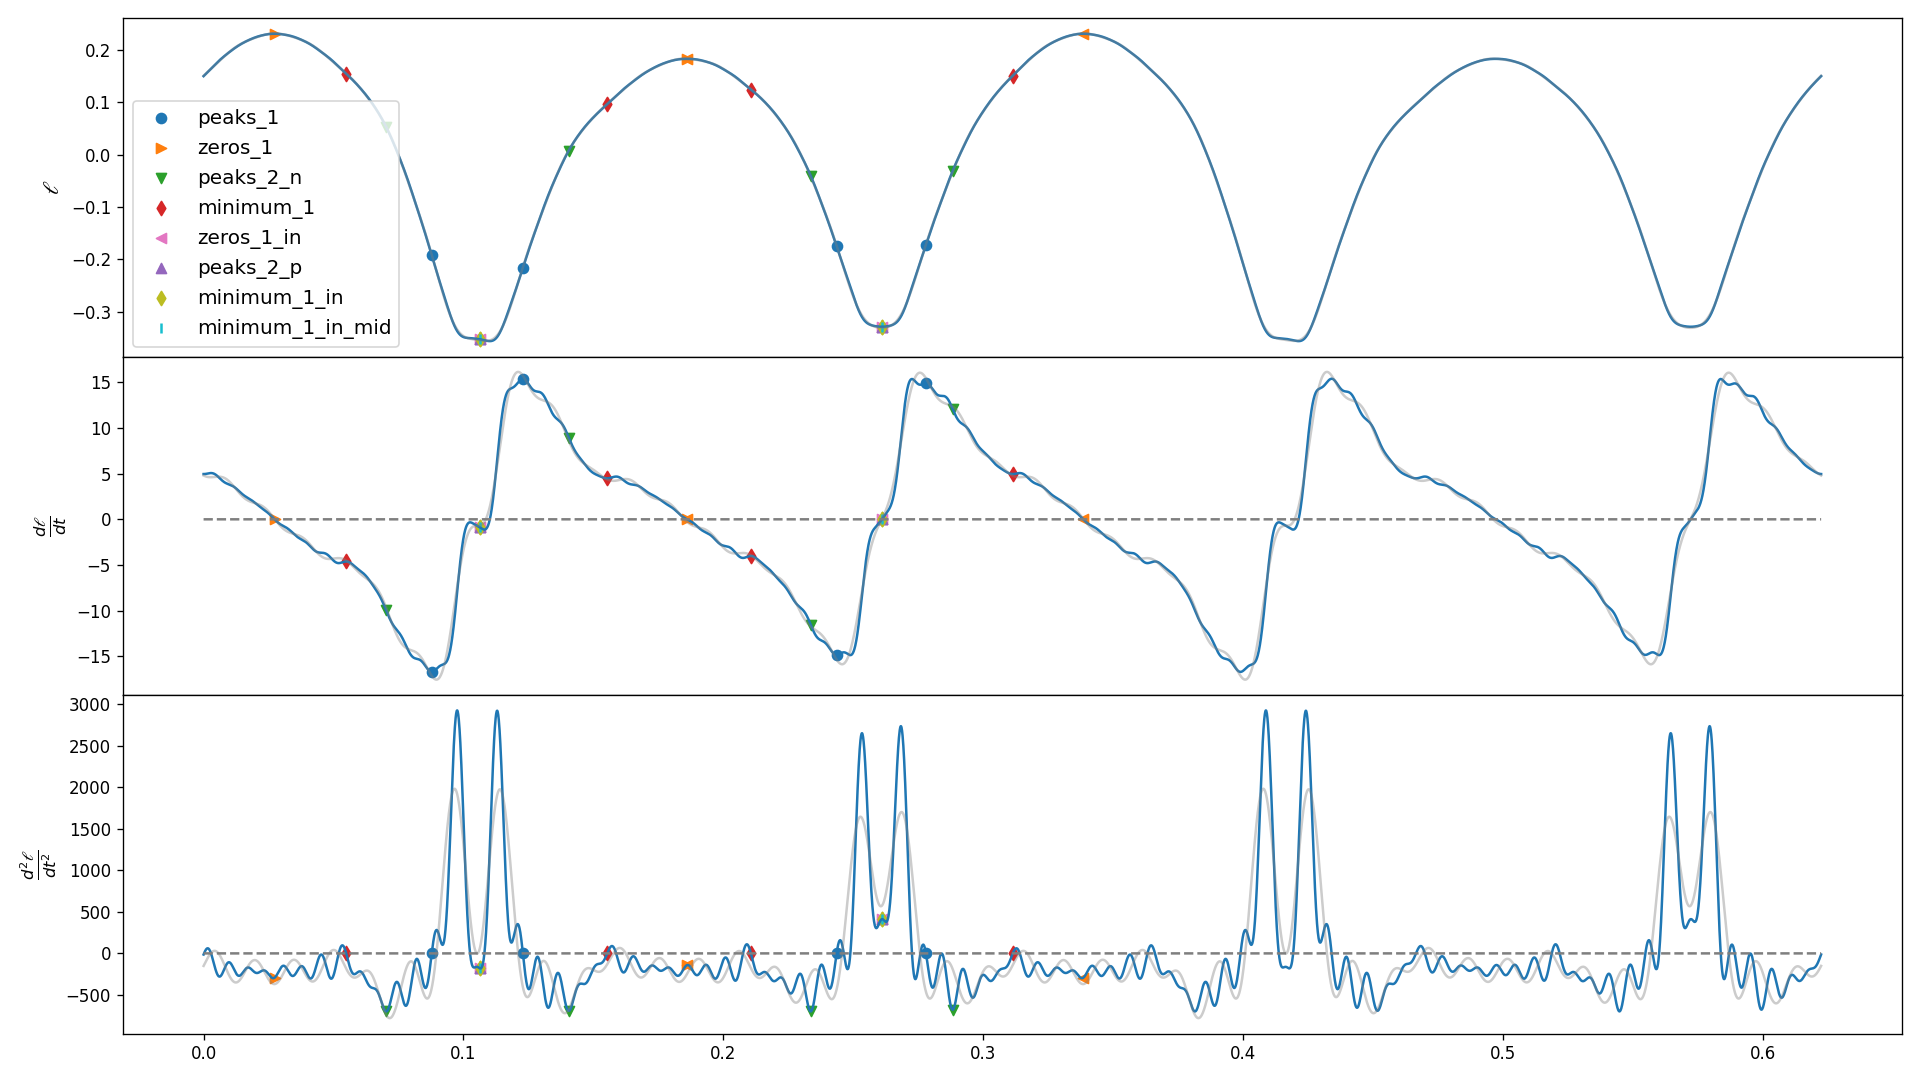 0.2
0.1
0.0
−0.1
−0.2
−0.3
ℓ
peaks_1
zeros_1
peaks_2_n
minimum_1
zeros_1_in
peaks_2_p
minimum_1_in
minimum_1_in_mid
15
10
5
0
−5
−10
−15
dℓ
dt
3000
2500
2000
1500
1000
500
0
−500
d²ℓ
dt²
0.0 0.1 0.2 0.3 0.4 0.5 0.6